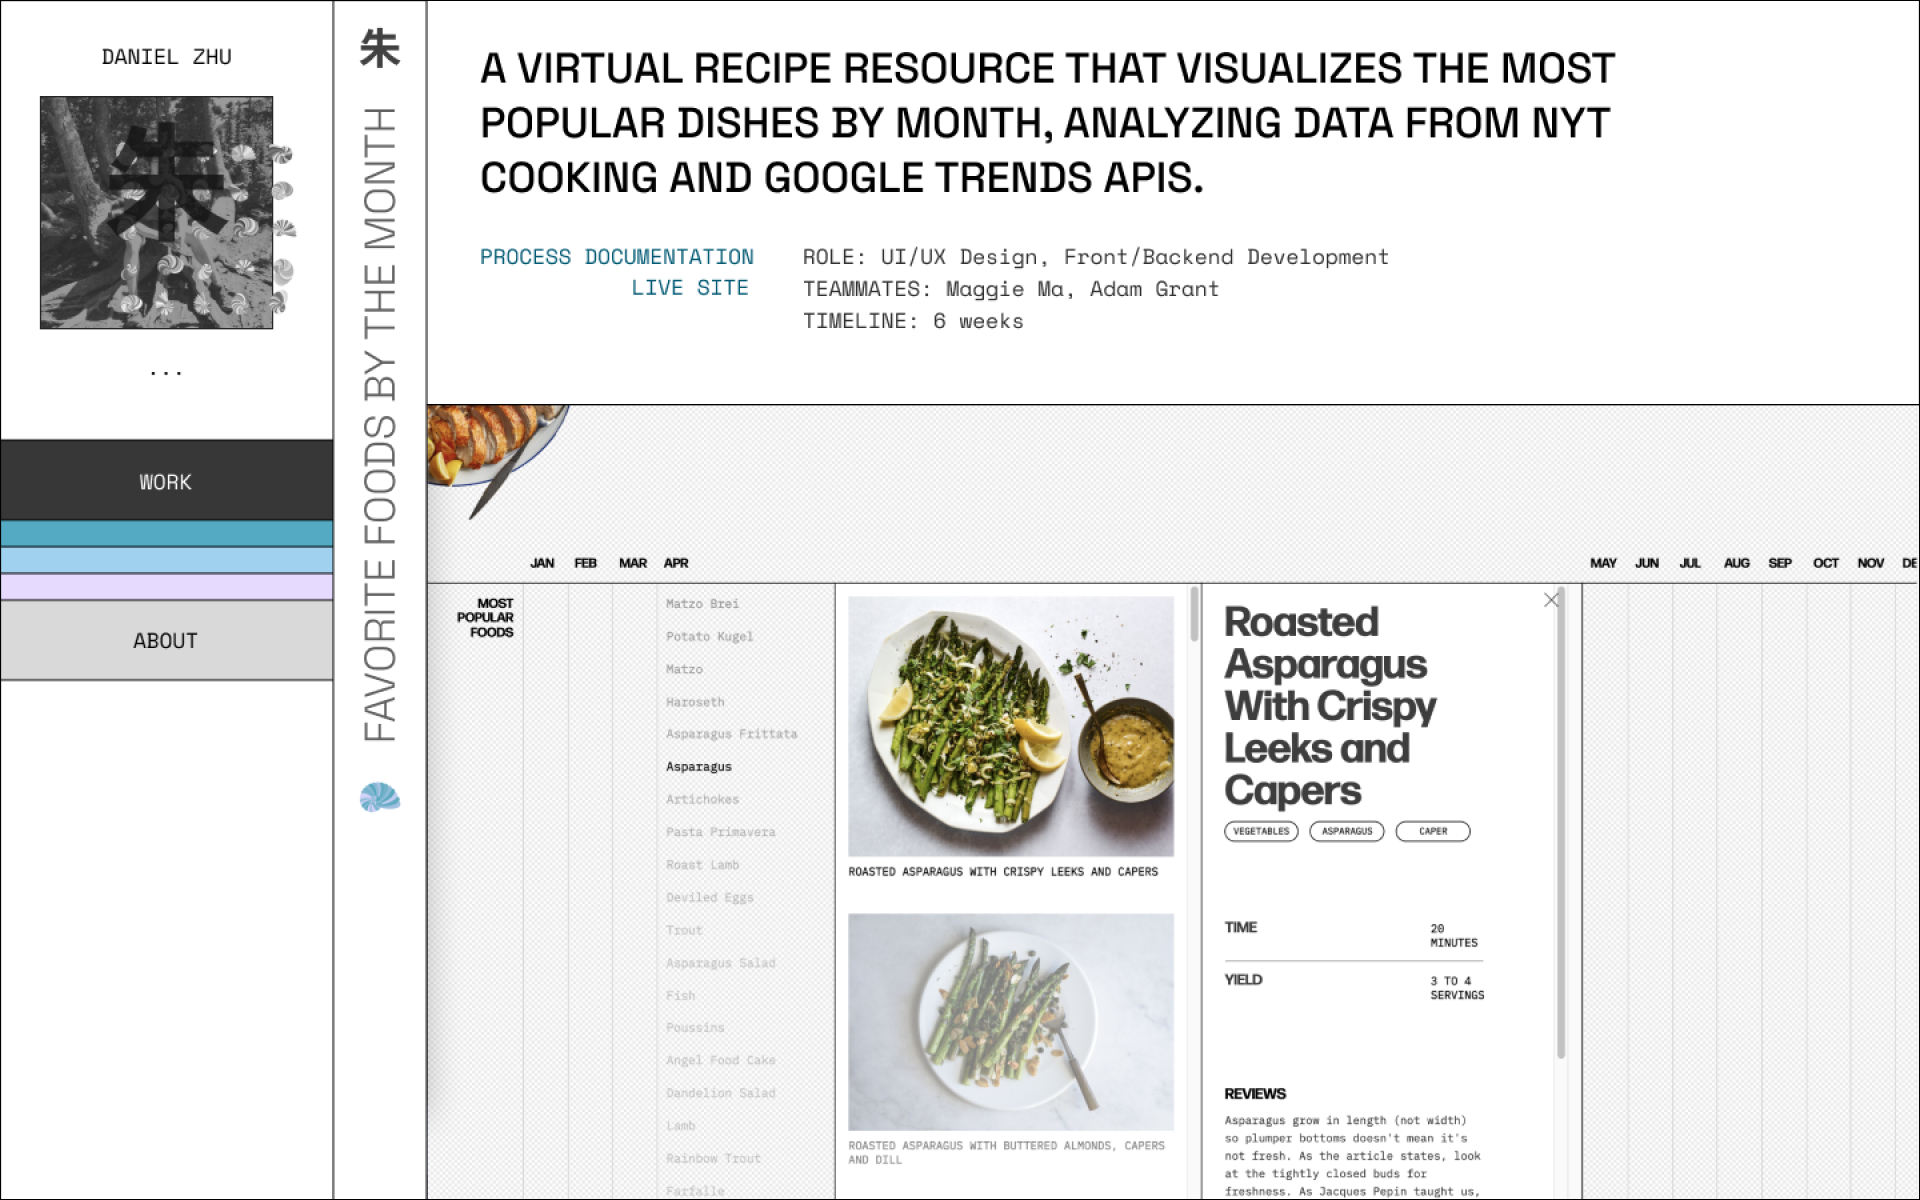 DANIEL ZHU
朱
...
WORK
ABOUT
朱
FAVORITE FOODS BY THE MONTH
A VIRTUAL RECIPE RESOURCE THAT VISUALIZES THE MOST
POPULAR DISHES BY MONTH, ANALYZING DATA FROM NYT
COOKING AND GOOGLE TRENDS APIS.
PROCESS DOCUMENTATION
LIVE SITE
ROLE: UI/UX Design, Front/Backend Development
TEAMMATES: Maggie Ma, Adam Grant
TIMELINE: 6 weeks
JAN FEB MAR APR MAY JUN JUL AUG SEP OCT NOV DE
MOST
POPULAR
FOODS
Matzo Brei
Potato Kugel
Matzo
Haroseth
Asparagus Frittata
Asparagus
Artichokes
Pasta Primavera
Roast Lamb
Deviled Eggs
Trout
Asparagus Salad
Fish
Poussins
Angel Food Cake
Dandelion Salad
Lamb
Rainbow Trout
Farfalle
ROASTED ASPARAGUS WITH CRISPY LEEKS AND CAPERS
ROASTED ASPARAGUS WITH BUTTERED ALMONDS, CAPERS
AND DILL
Roasted
Asparagus
With Crispy
Leeks and
Capers
VEGETABLES ASPARAGUS CAPER
TIME 20
MINUTES
YIELD 3 TO 4
SERVINGS
REVIEWS
Asparagus grow in length (not width)
so plumper bottoms doesn't mean it's
not fresh. As the article states, look
at the tightly closed buds for
freshness. As Jacques Pepin taught us,